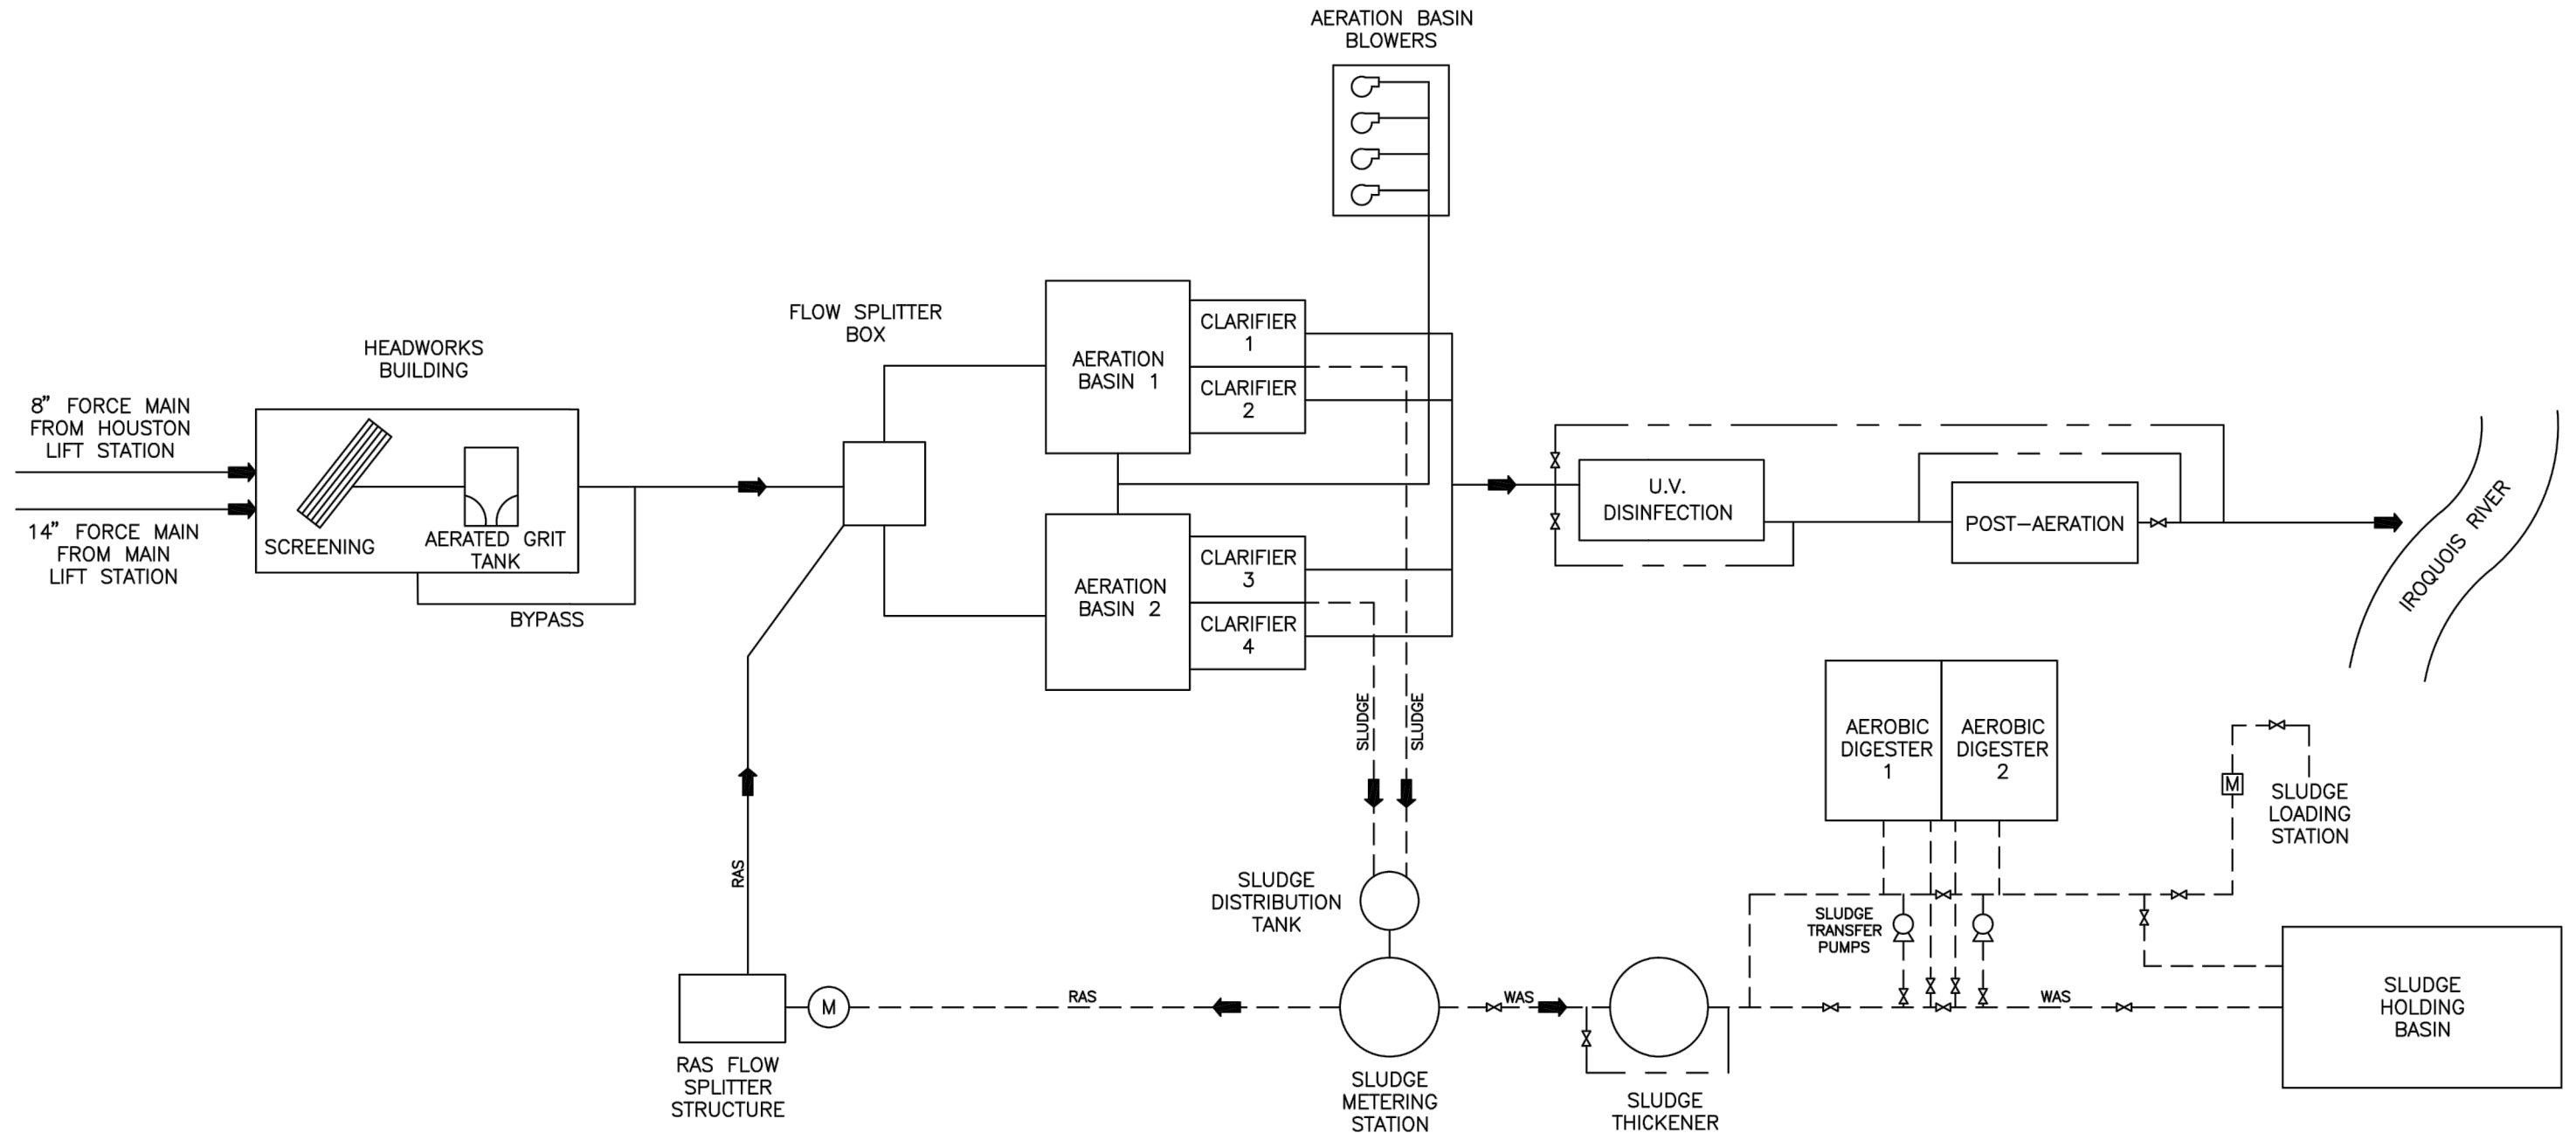 AERATION BASIN
BLOWERS
FLOW SPLITTER
BOX
HEADWORKS
BUILDING
8" FORCE MAIN
FROM HOUSTON
LIFT STATION
14" FORCE MAIN
FROM MAIN
LIFT STATION
SCREENING
AERATED GRIT
TANK
BYPASS
AERATION
BASIN 1
CLARIFIER
1
CLARIFIER
2
AERATION
BASIN 2
CLARIFIER
3
CLARIFIER
4
U.V.
DISINFECTION
POST-AERATION
IROQUOIS RIVER
SLUDGE
SLUDGE
AEROBIC
DIGESTER
1
AEROBIC
DIGESTER
2
M
SLUDGE
LOADING
STATION
RAS
SLUDGE
DISTRIBUTION
TANK
SLUDGE
TRANSFER
PUMPS
M
RAS
WAS
WAS
SLUDGE
HOLDING
BASIN
RAS FLOW
SPLITTER
STRUCTURE
SLUDGE
METERING
STATION
SLUDGE
THICKENER